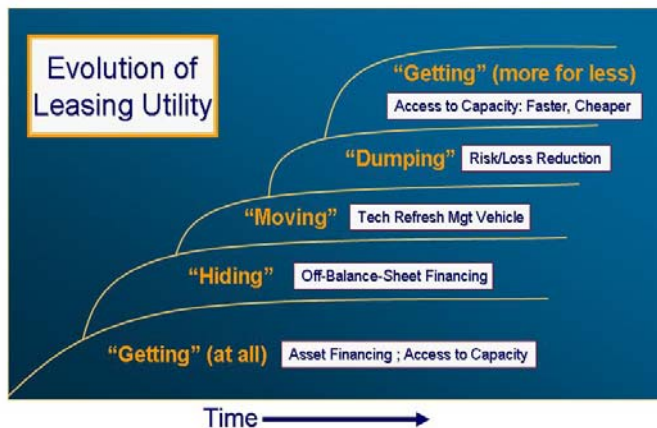 Evolution of
Leasing Utility
“Getting” (more for less)
Access to Capacity: Faster, Cheaper
“Dumping” Risk/Loss Reduction
“Moving” Tech Refresh Mgt Vehicle
“Hiding” Off-Balance-Sheet Financing
“Getting” (at all) Asset Financing ; Access to Capacity
Time